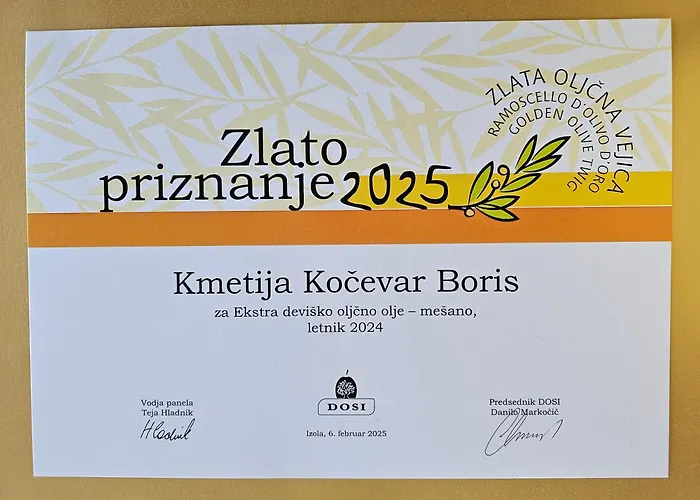 ZLATA OLJČNA VEJICA
RAMOSCELLO D'OLIVO D'ORO
GOLDEN OLIVE TWIG
Zlato
priznanje 2025
Kmetija Kočevar Boris
za Ekstra deviško oljčno olje – mešano,
letnik 2024
Vodja panela
Teja Hladnik
Hladnik
DOSI
Izola, 6. februar 2025
Predsednik DOSI
Danilo Markočič